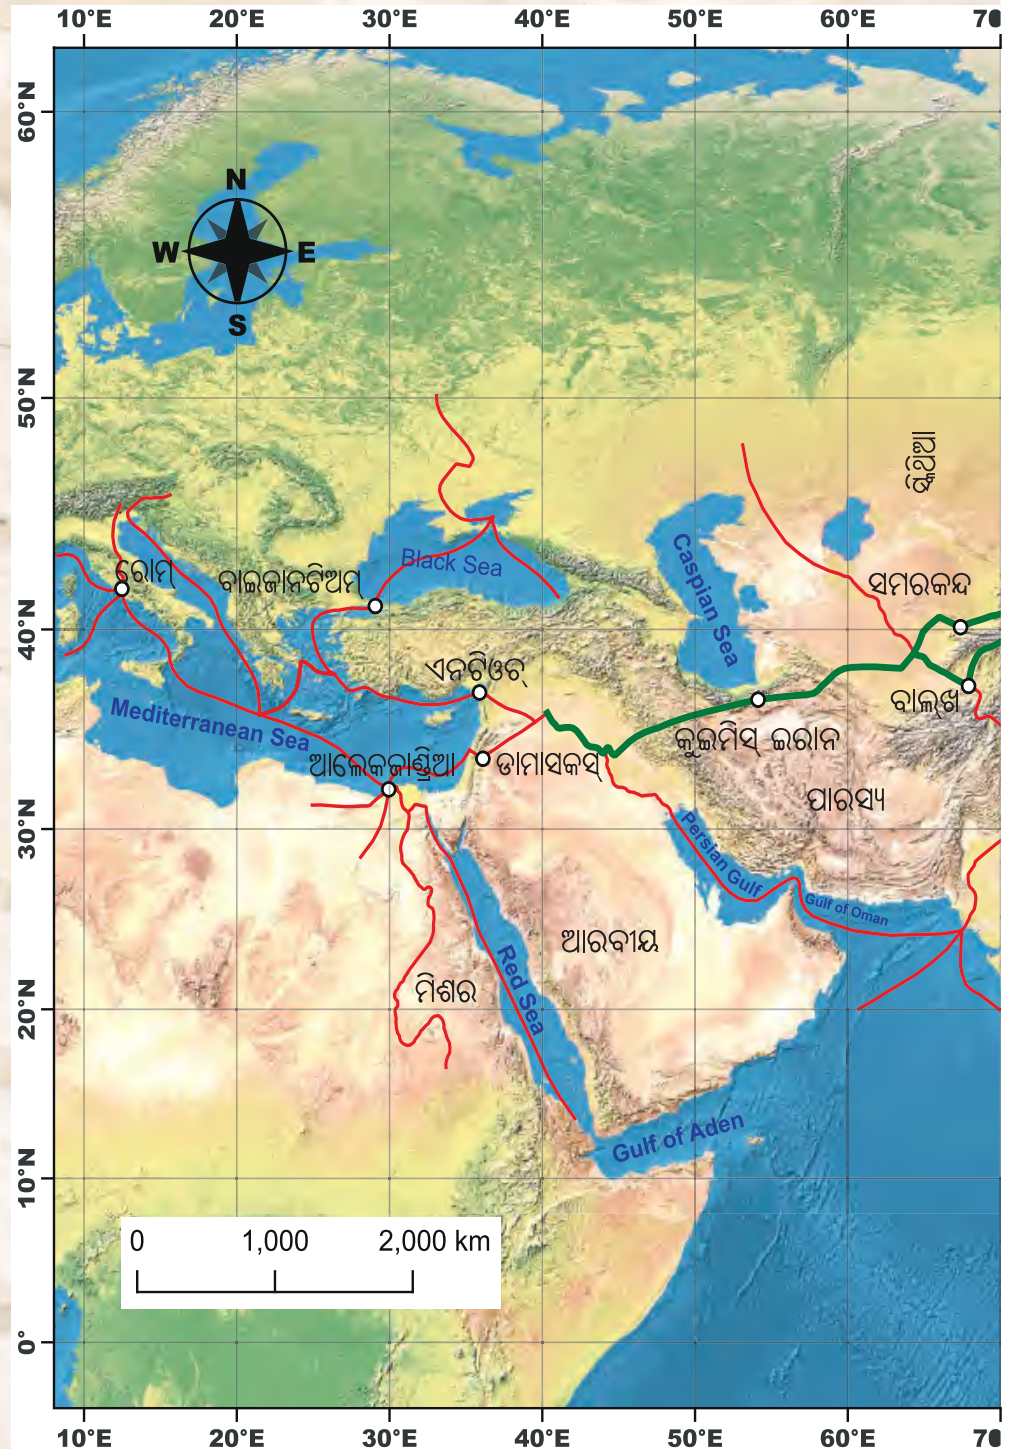 10°E 20°E 30°E 40°E 50°E 60°E
60°N
N
W E
S
50°N
ସ୍କିଥିଆ
Black Sea
Caspian Sea
ରୋମ୍
ବାଇଜାନଟିଅମ୍
ସମରକନ୍ଦ
40°N
ଏନଟିଓଚ୍
ବାଲ୍‌ଖ
Mediterranean Sea
କୁଇମିସ୍ ଇରାନ
ଆଲେକଜାଣ୍ଡ୍ରିଆ
ଡାମାସକସ୍
ପାରସ୍ୟ
30°N
Persian Gulf
Gulf of Oman
ଆରବୀୟ
Red Sea
ମିଶର
20°N
Gulf of Aden
10°N
0 1,000 2,000 km
0°
10°E 20°E 30°E 40°E 50°E 60°E